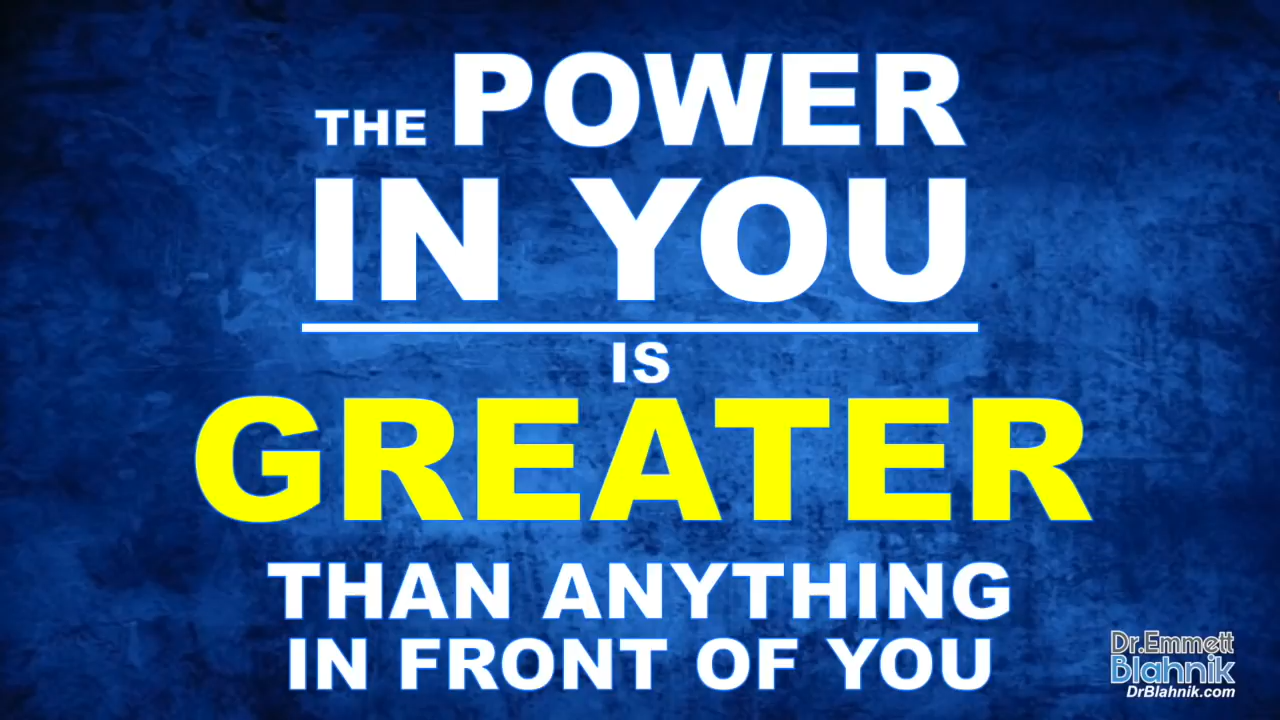 THE POWER
IN YOU
IS
GREATER
THAN ANYTHING
IN FRONT OF YOU
Dr.Emmett
Blahnik
DrBlahnik.com